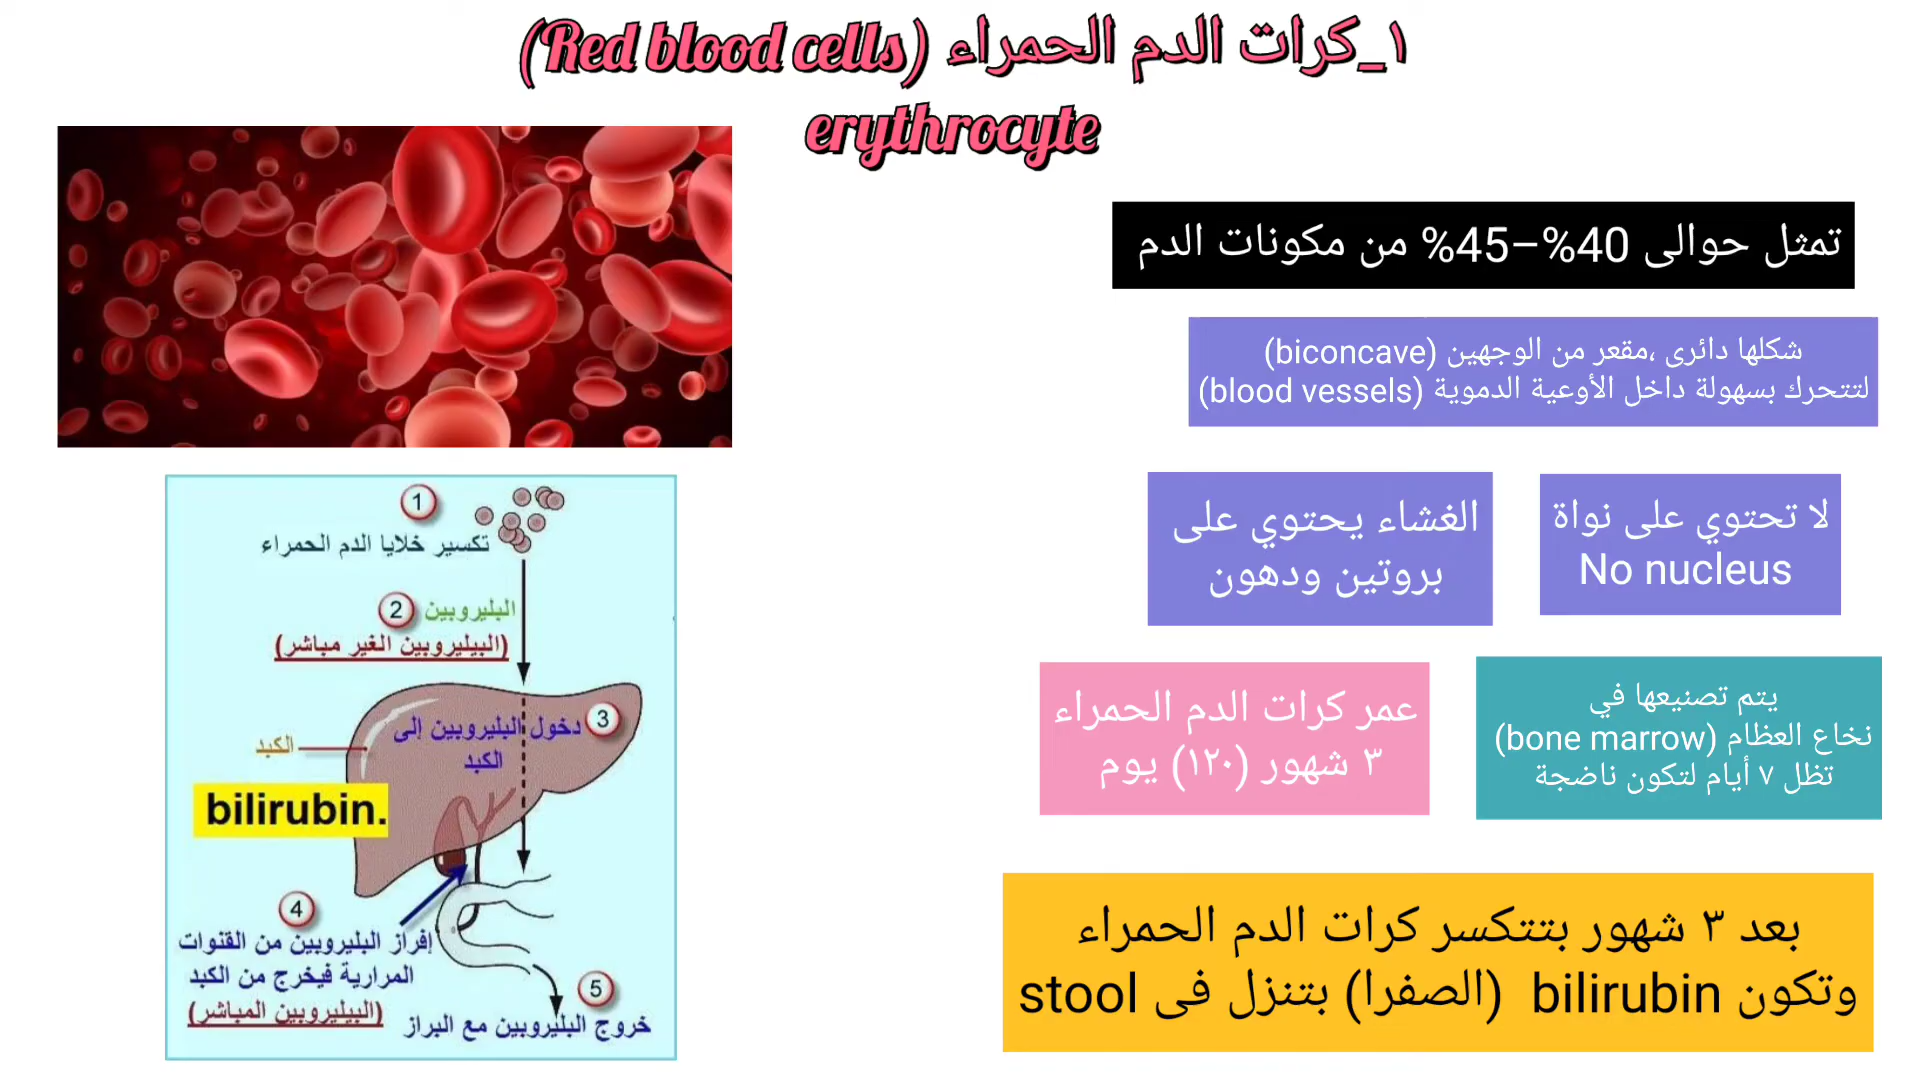 ١_كرات الدم الحمراء (Red blood cells)
erythrocyte
تمثل حوالى 40%–45% من مكونات الدم
شكلها دائرى ،مقعر من الوجهين (biconcave)
لتتحرك بسهولة داخل الأوعية الدموية (blood vessels)
لا تحتوي على نواة
No nucleus
الغشاء يحتوي على
بروتين ودهون
يتم تصنيعها في
نخاع العظام (bone marrow)
تظل ٧ أيام لتكون ناضجة
عمر كرات الدم الحمراء
٣ شهور (١٢٠) يوم
بعد ٣ شهور بتتكسر كرات الدم الحمراء
وتكون bilirubin (الصفرا) بتنزل فى stool
1
تكسير خلايا الدم الحمراء
2 البليروبين
(البيليروبين الغير مباشر)
3 دخول البليروبين إلى
الكبد
الكبد
bilirubin.
4
إفراز البليروبين من القنوات
المرارية فيخرج من الكبد
(البيليروبين المباشر)
5
خروج البليروبين مع البراز